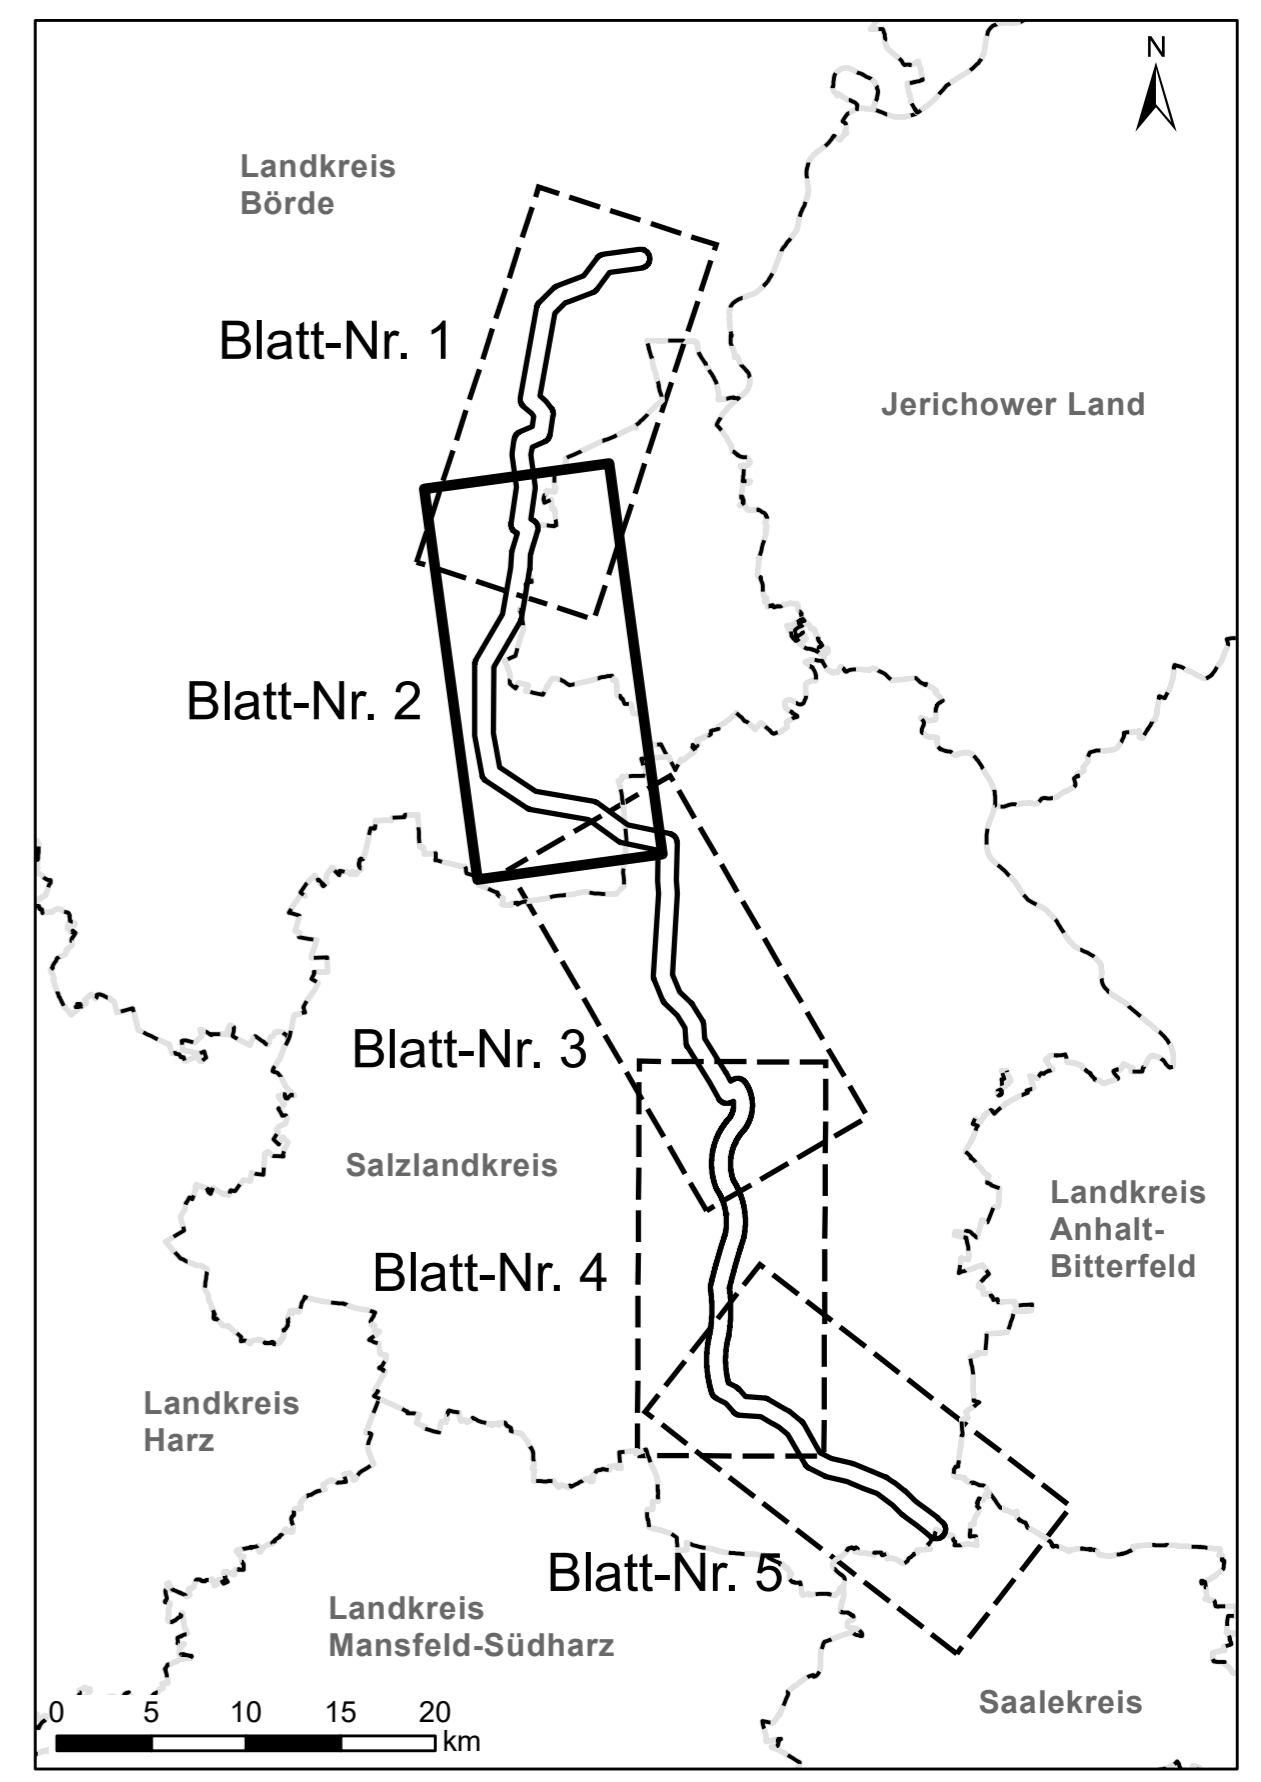 N
Landkreis
Börde
Blatt-Nr. 1
Jerichower Land
Blatt-Nr. 2
Blatt-Nr. 3
Salzlandkreis
Landkreis
Anhalt-
Bitterfeld
Blatt-Nr. 4
Landkreis
Harz
Blatt-Nr. 5
Landkreis
Mansfeld-Südharz
Saalekreis
0 5 10 15 20
km